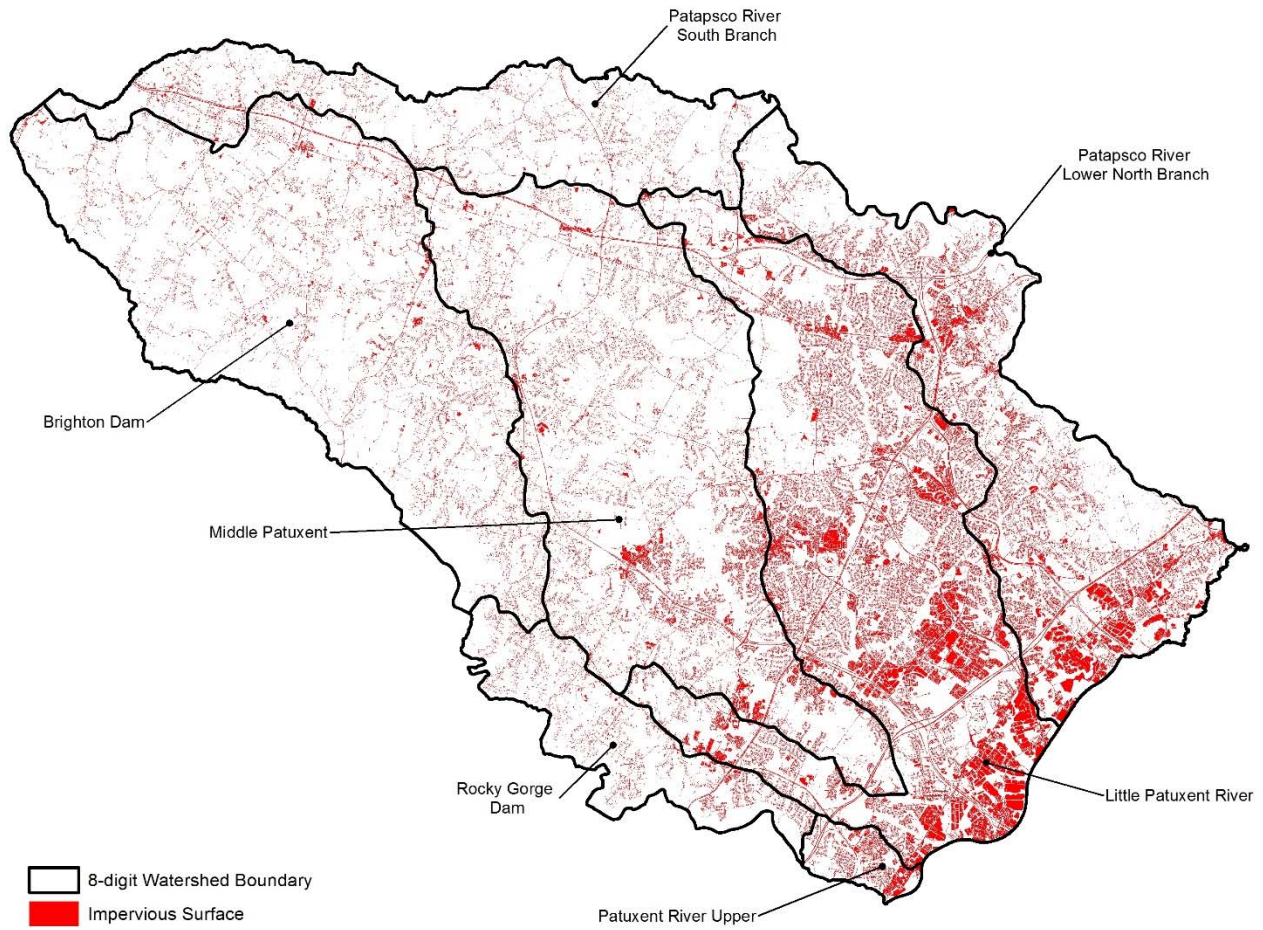 Patapsco River
South Branch
Patapsco River
Lower North Branch
Brighton Dam
Middle Patuxent
Rocky Gorge
Dam
Little Patuxent River
8-digit Watershed Boundary
Impervious Surface
Patuxent River Upper